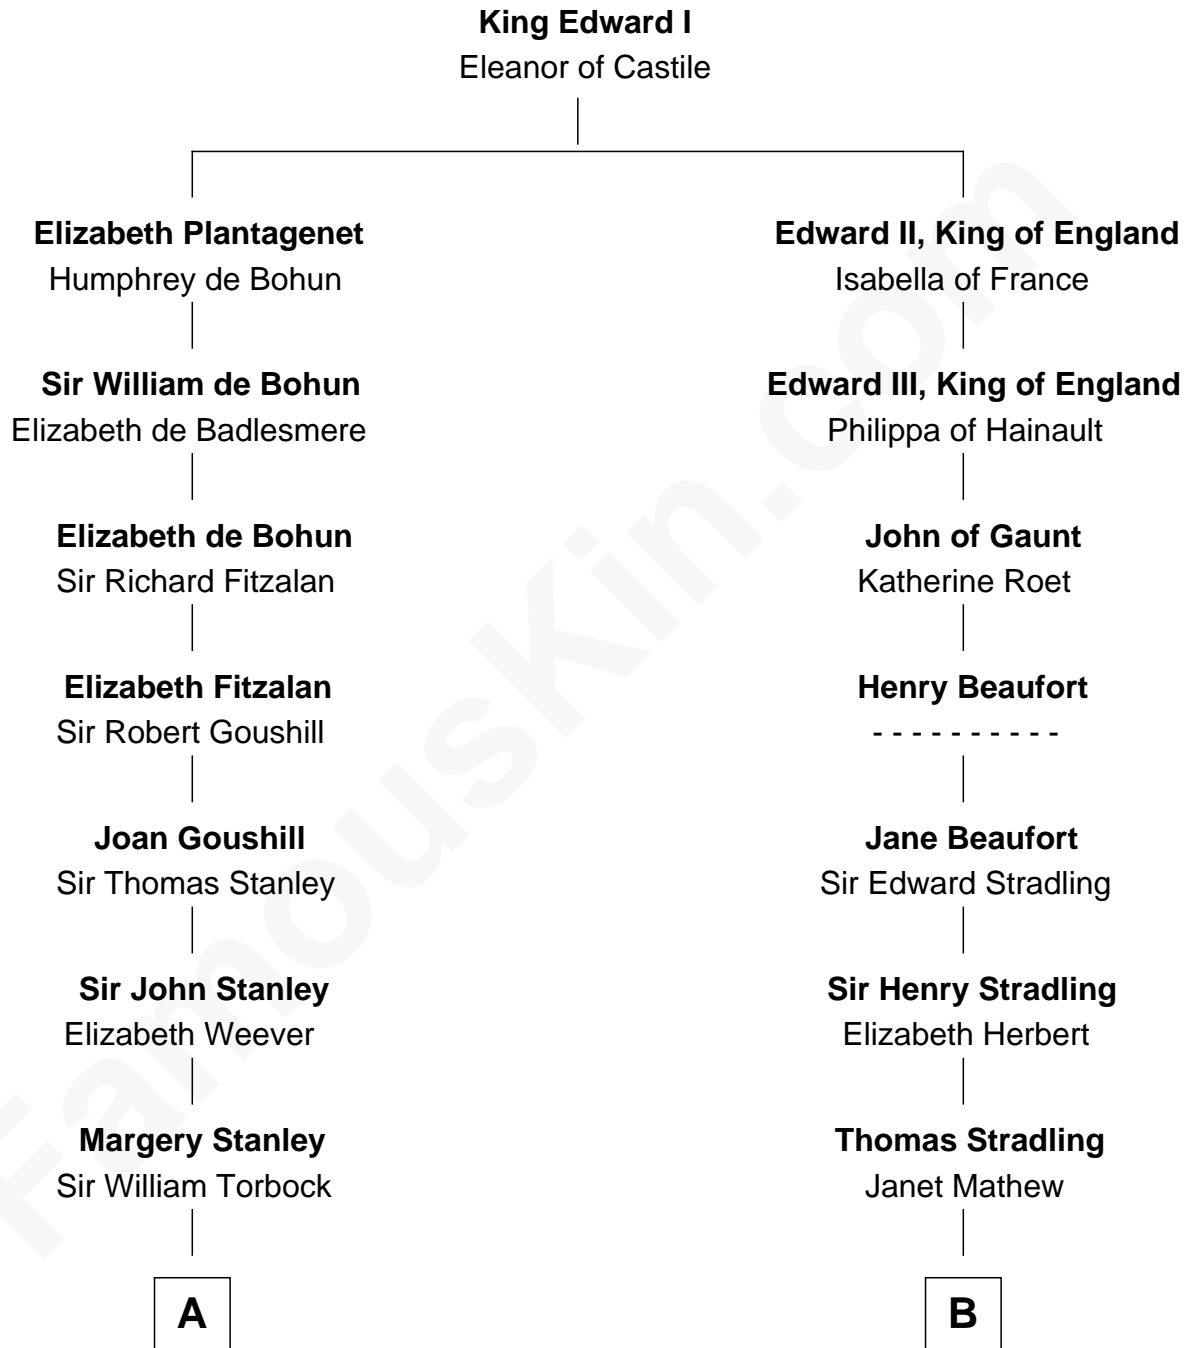 King Edward I
Eleanor of Castile
Elizabeth Plantagenet
Humphrey de Bohun
Edward II, King of England
Isabella of France
Sir William de Bohun
Elizabeth de Badlesmere
Edward III, King of England
Philippa of Hainault
Elizabeth de Bohun
Sir Richard Fitzalan
John of Gaunt
Katherine Roet
Elizabeth Fitzalan
Sir Robert Goushill
Henry Beaufort
- - - - - - - - - -
Joan Goushill
Sir Thomas Stanley
Jane Beaufort
Sir Edward Stradling
Sir John Stanley
Elizabeth Weever
Sir Henry Stradling
Elizabeth Herbert
Margery Stanley
Sir William Torbock
Thomas Stradling
Janet Mathew
A
B
FamousKin.com